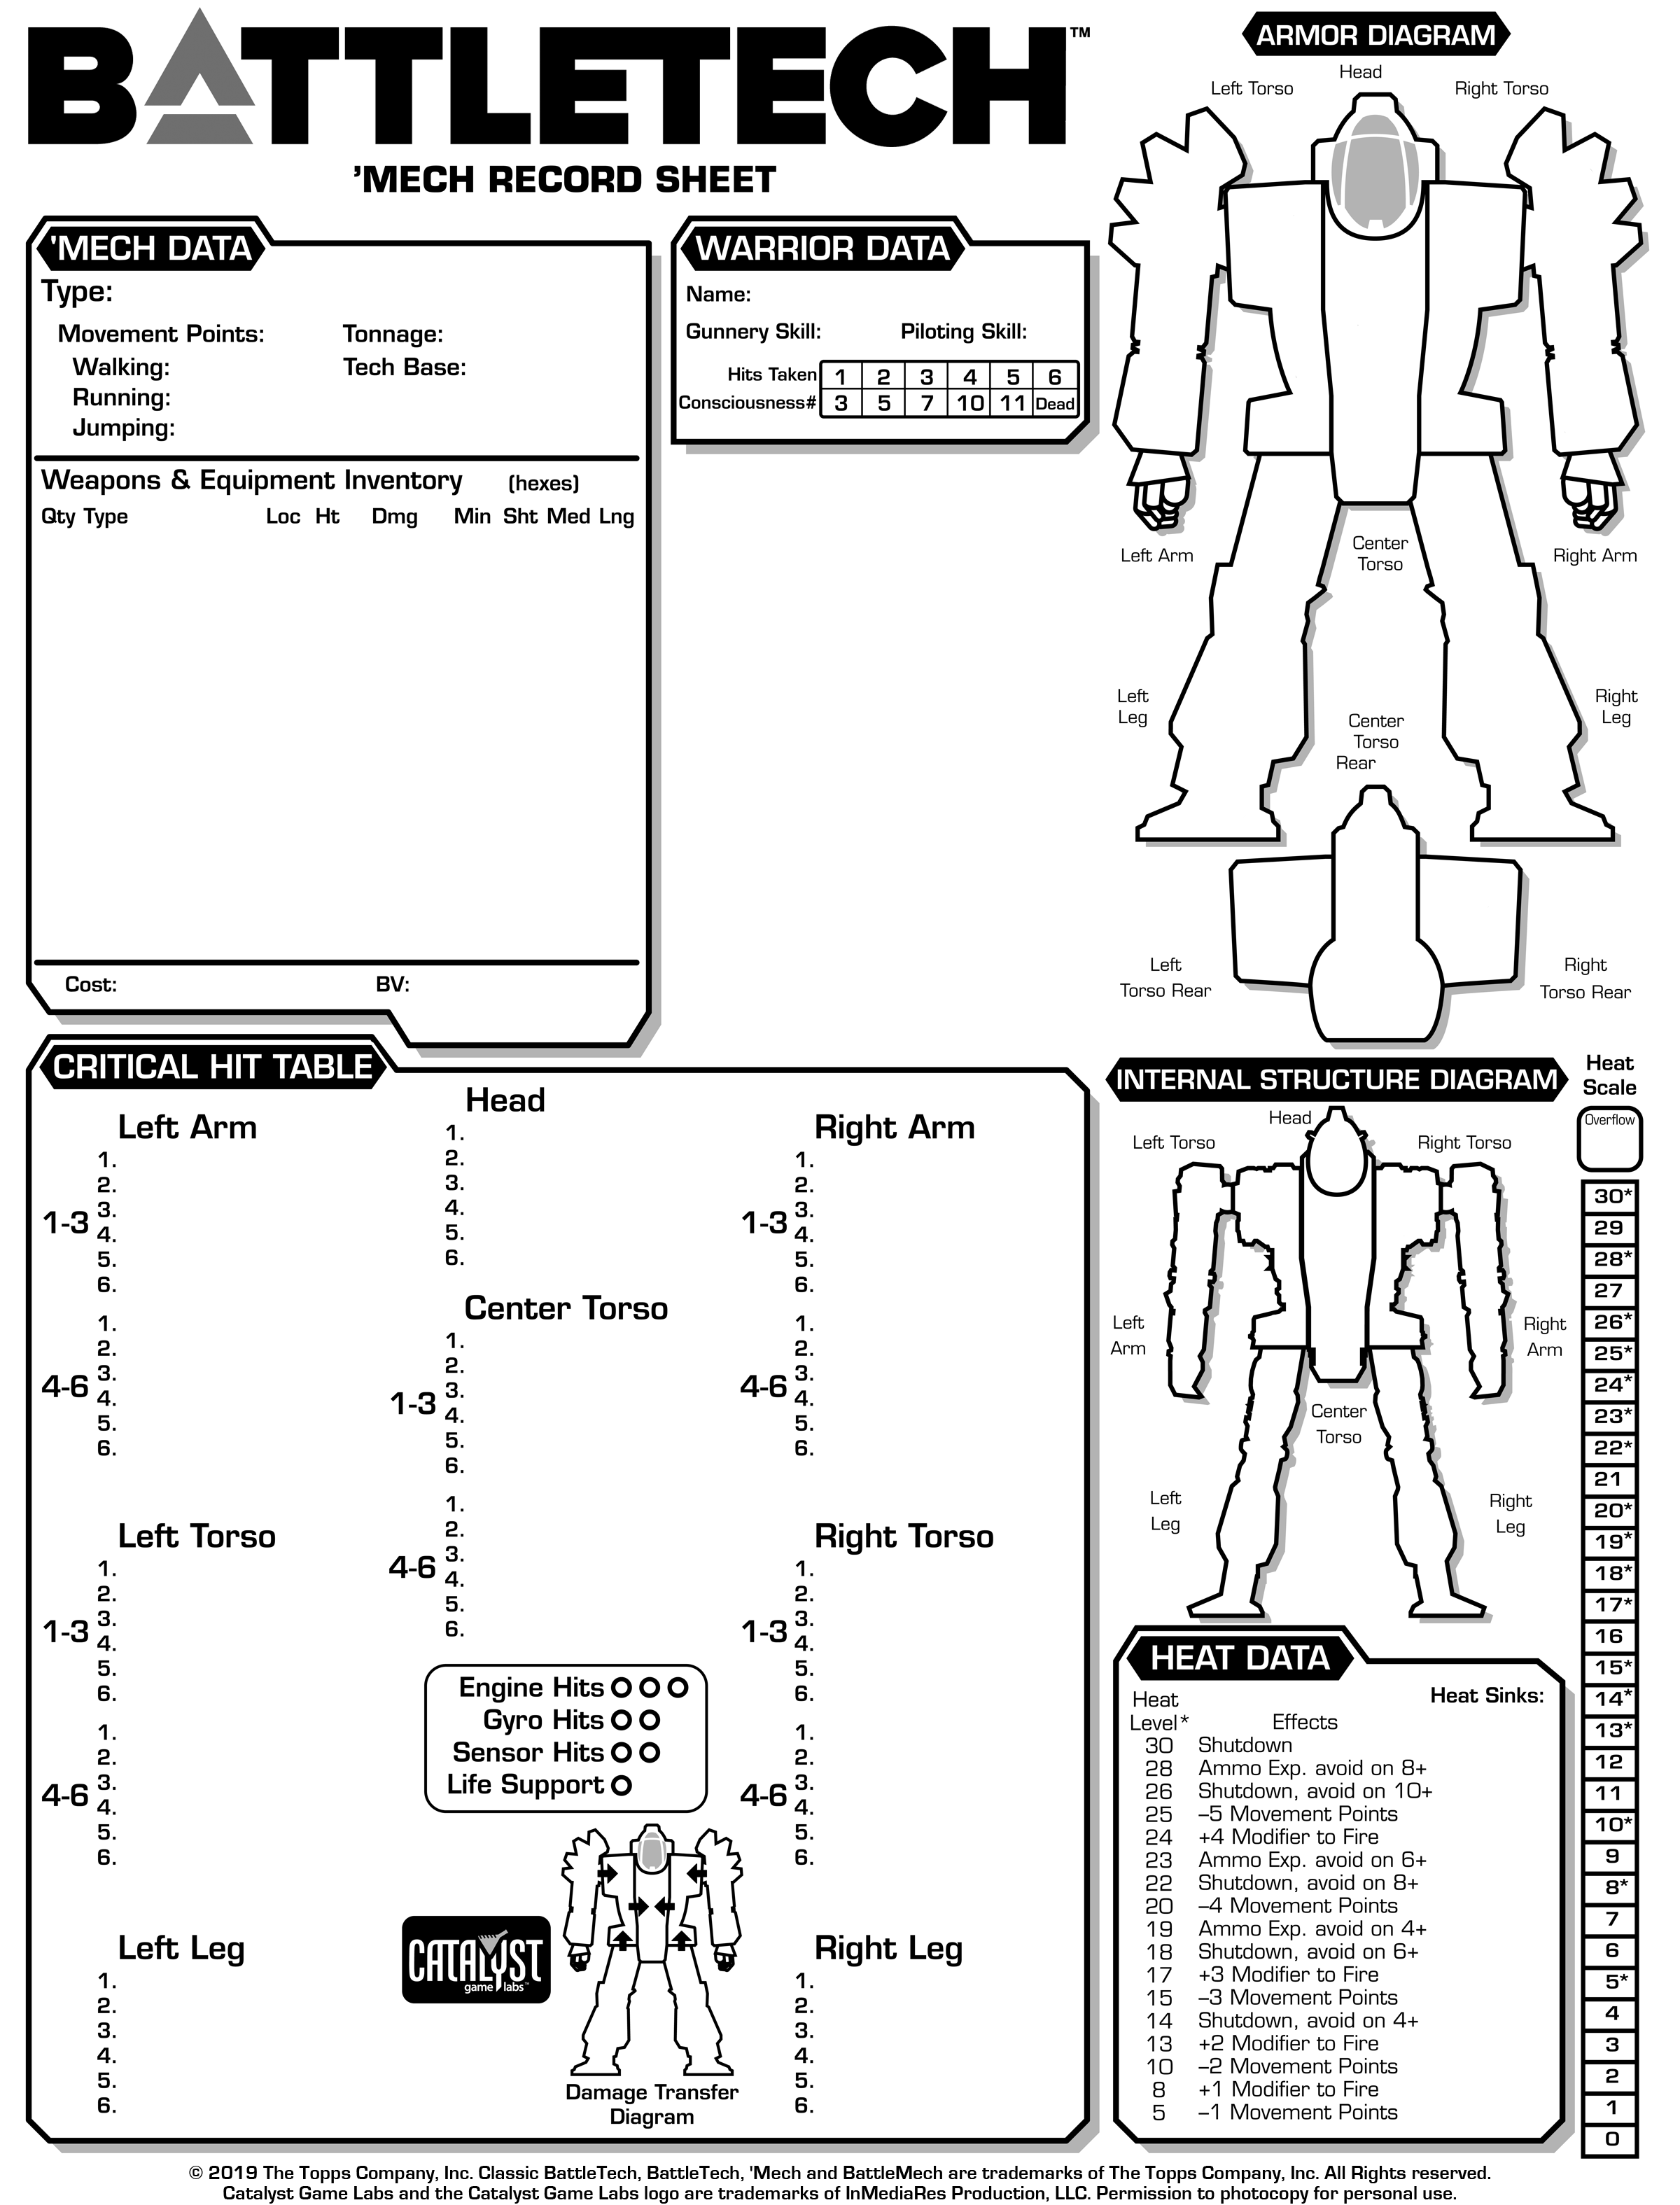 BATTLETECH™
'MECH RECORD SHEET
'MECH DATA
Type:
Movement Points:
Walking:
Running:
Jumping:
Tonnage:
Tech Base:
Weapons & Equipment Inventory (hexes)
Qty Type Loc Ht Dmg Min Sht Med Lng
Cost: BV:
WARRIOR DATA
Name:
Gunnery Skill: Piloting Skill:
Hits Taken 1 2 3 4 5 6
Consciousness# 3 5 7 10 11 Dead
ARMOR DIAGRAM
Head
Left Torso
Right Torso
Left Arm
Center
Torso
Right Arm
Left
Leg
Right
Leg
Center
Torso
Rear
Left
Torso Rear
Right
Torso Rear
CRITICAL HIT TABLE
Left Arm
1-3
1.
2.
3.
4.
5.
6.
4-6
1.
2.
3.
4.
5.
6.
Left Torso
1-3
1.
2.
3.
4.
5.
6.
4-6
1.
2.
3.
4.
5.
6.
Left Leg
1.
2.
3.
4.
5.
6.
Head
1.
2.
3.
4.
5.
6.
Center Torso
1-3
1.
2.
3.
4.
5.
6.
4-6
1.
2.
3.
4.
5.
6.
Engine Hits
Gyro Hits
Sensor Hits
Life Support
CATALYST
game labs™
Damage Transfer
Diagram
Right Arm
1-3
1.
2.
3.
4.
5.
6.
4-6
1.
2.
3.
4.
5.
6.
Right Torso
1-3
1.
2.
3.
4.
5.
6.
4-6
1.
2.
3.
4.
5.
6.
Right Leg
1.
2.
3.
4.
5.
6.
INTERNAL STRUCTURE DIAGRAM
Head
Left Torso
Right Torso
Left
Arm
Right
Arm
Center
Torso
Left
Leg
Right
Leg
HEAT DATA
Heat Sinks:
Heat
Level* Effects
30 Shutdown
28 Ammo Exp. avoid on 8+
26 Shutdown, avoid on 10+
25 –5 Movement Points
24 +4 Modifier to Fire
23 Ammo Exp. avoid on 6+
22 Shutdown, avoid on 8+
20 –4 Movement Points
19 Ammo Exp. avoid on 4+
18 Shutdown, avoid on 6+
17 +3 Modifier to Fire
15 –3 Movement Points
14 Shutdown, avoid on 4+
13 +2 Modifier to Fire
10 –2 Movement Points
8 +1 Modifier to Fire
5 –1 Movement Points
Heat
Scale
Overflow
30*
29
28*
27
26*
25*
24*
23*
22*
21
20*
19*
18*
17*
16
15*
14*
13*
12
11
10*
9
8*
7
6
5*
4
3
2
1
0
© 2019 The Topps Company, Inc. Classic BattleTech, BattleTech, 'Mech and BattleMech are trademarks of The Topps Company, Inc. All Rights reserved.
Catalyst Game Labs and the Catalyst Game Labs logo are trademarks of InMediaRes Production, LLC. Permission to photocopy for personal use.